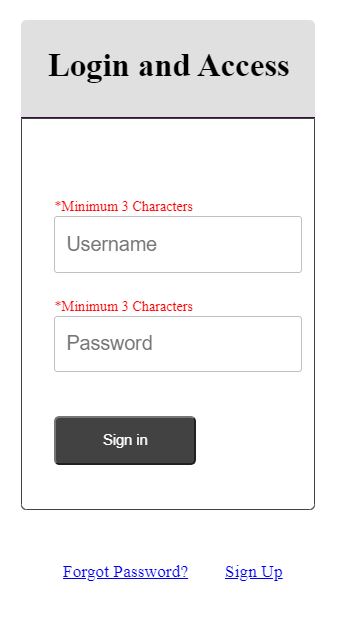 Login and Access
*Minimum 3 Characters
Username
*Minimum 3 Characters
Password
Sign in
Forgot Password? Sign Up